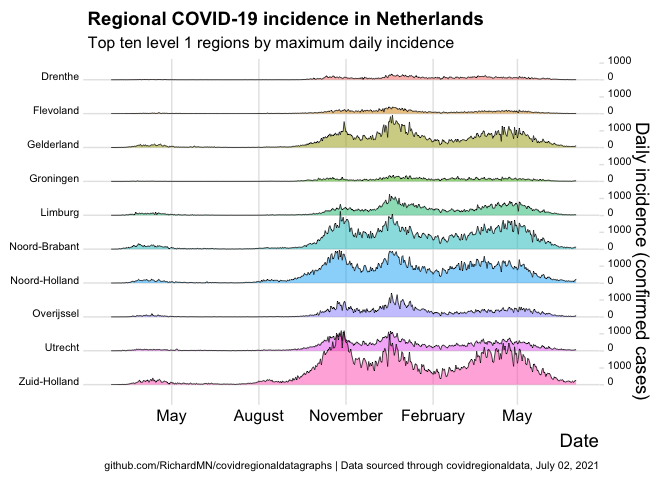 Regional COVID-19 incidence in Netherlands
Top ten level 1 regions by maximum daily incidence
Drenthe
Flevoland
Gelderland
Groningen
Limburg
Noord-Brabant
Noord-Holland
Overijssel
Utrecht
Zuid-Holland
1000
0
1000
0
1000
0
1000
0
1000
0
1000
0
1000
0
1000
0
1000
0
1000
0
Daily incidence (confirmed cases)
May August November February May
Date
github.com/RichardMN/covidregionaldatagraphs | Data sourced through covidregionaldata, July 02, 2021